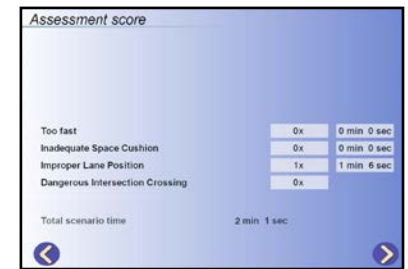 Assessment score
Too fast 0x 0 min 0 sec
Inadequate Space Cushion 0x 0 min 0 sec
Improper Lane Position 1x 1 min 6 sec
Dangerous Intersection Crossing 0x
Total scenario time 2 min 1 sec